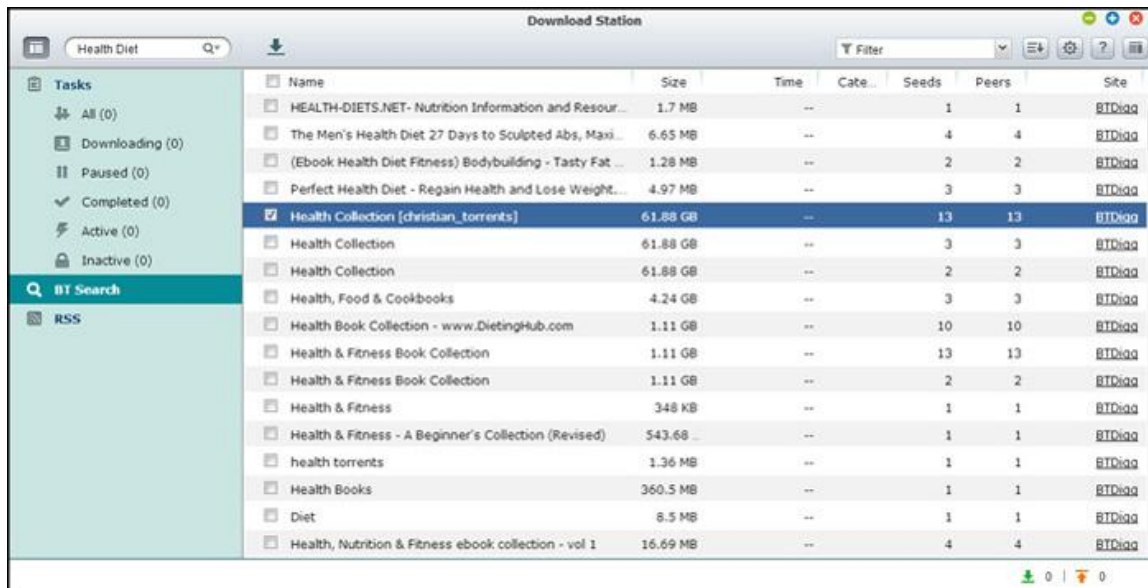 Download Station
Health Diet
Filter
?
Tasks
All (0)
Downloading (0)
Paused (0)
Completed (0)
Active (0)
Inactive (0)
BT Search
RSS
Name Size Time Cate... Seeds Peers Site
HEALTH-DIETS.NET- Nutrition Information and Resour... 1.7 MB -- 1 1 BTDigg
The Men's Health Diet 27 Days to Sculpted Abs, Maxi... 6.65 MB -- 4 4 BTDigg
(Ebook Health Diet Fitness) Bodybuilding - Tasty Fat ... 1.28 MB -- 2 2 BTDigg
Perfect Health Diet - Regain Health and Lose Weight.... 4.97 MB -- 3 3 BTDigg
Health Collection [christian_torrents] 61.88 GB -- 13 13 BTDigg
Health Collection 61.88 GB -- 3 3 BTDigg
Health Collection 61.88 GB -- 2 2 BTDigg
Health, Food & Cookbooks 4.24 GB -- 3 3 BTDigg
Health Book Collection - www.DietingHub.com 1.11 GB -- 10 10 BTDigg
Health & Fitness Book Collection 1.11 GB -- 13 13 BTDigg
Health & Fitness Book Collection 1.11 GB -- 2 2 BTDigg
Health & Fitness 348 KB -- 1 1 BTDigg
Health & Fitness - A Beginner's Collection (Revised) 543.68 ... -- 1 1 BTDigg
health torrents 1.36 MB -- 1 1 BTDigg
Health Books 360.5 MB -- 1 1 BTDigg
Diet 8.5 MB -- 1 1 BTDigg
Health, Nutrition & Fitness ebook collection - vol 1 16.69 MB -- 4 4 BTDigg
0 | 0